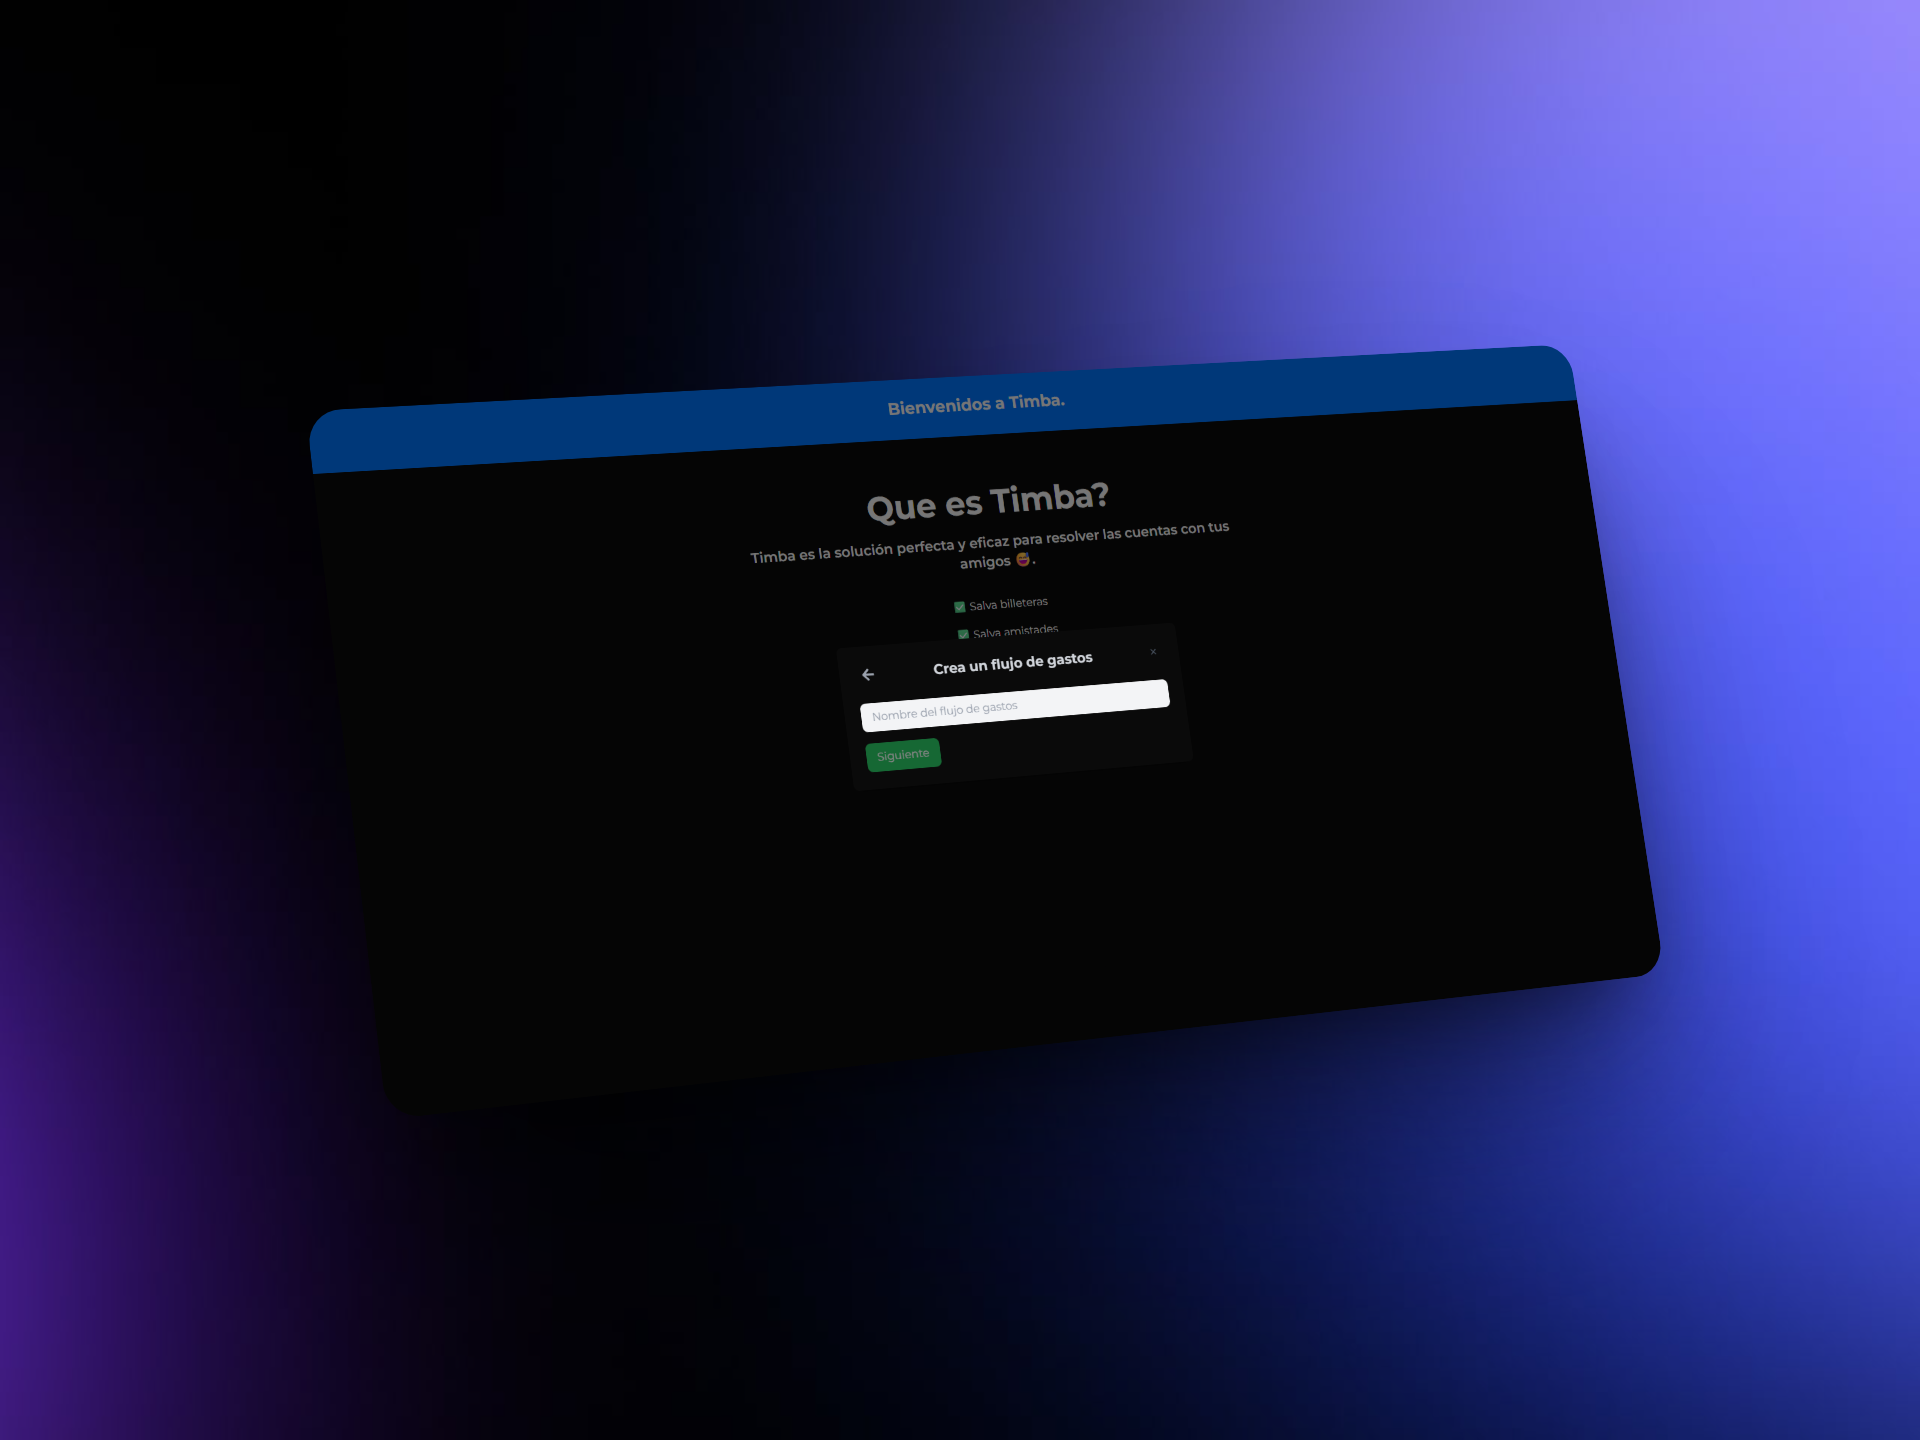 Bienvenidos a Timba.
Que es Timba?
Timba es la solución perfecta y eficaz para resolver las cuentas con tus
amigos 😅.
✅ Salva billeteras
✅ Salva amistades
Crea un flujo de gastos
Nombre del flujo de gastos
Siguiente